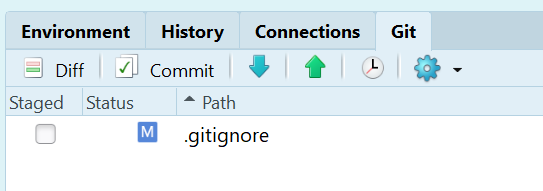 Environment History Connections Git
Diff Commit
Staged Status Path
M .gitignore